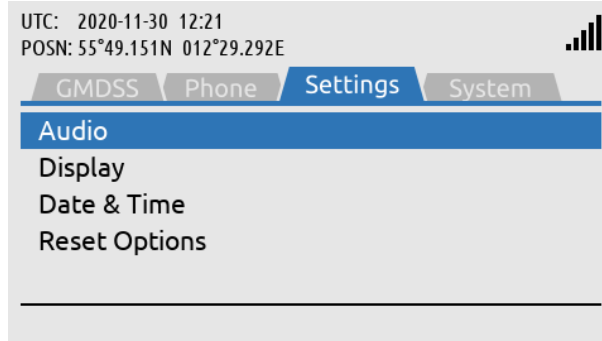 UTC: 2020-11-30 12:21
POSN: 55°49.151N 012°29.292E
GMDSS Phone Settings System
Audio
Display
Date & Time
Reset Options